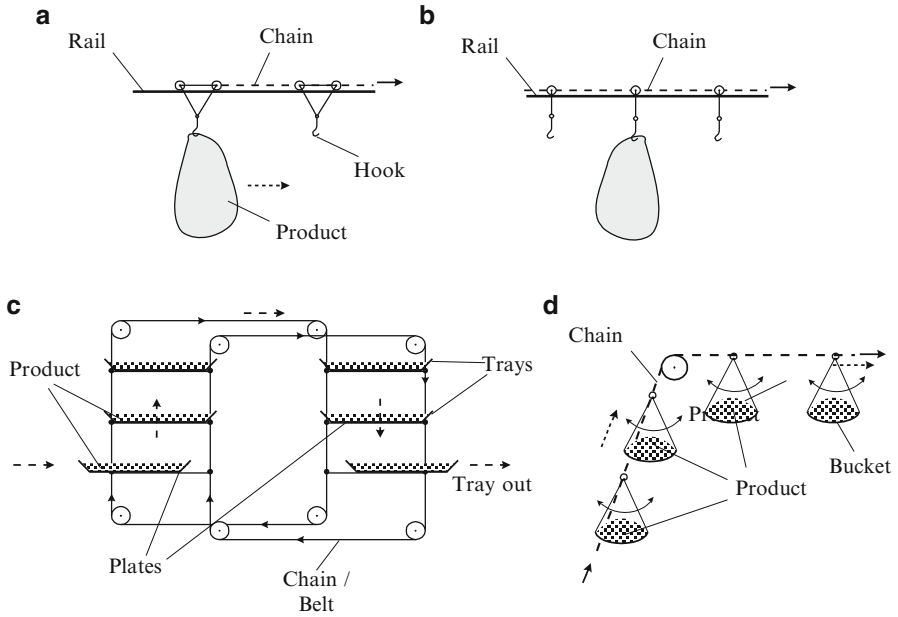 a
Rail
Chain
Hook
Product
b
Rail
Chain
c
Product
Trays
Tray out
Plates
Chain /
Belt
d
Chain
Product
Bucket
Product